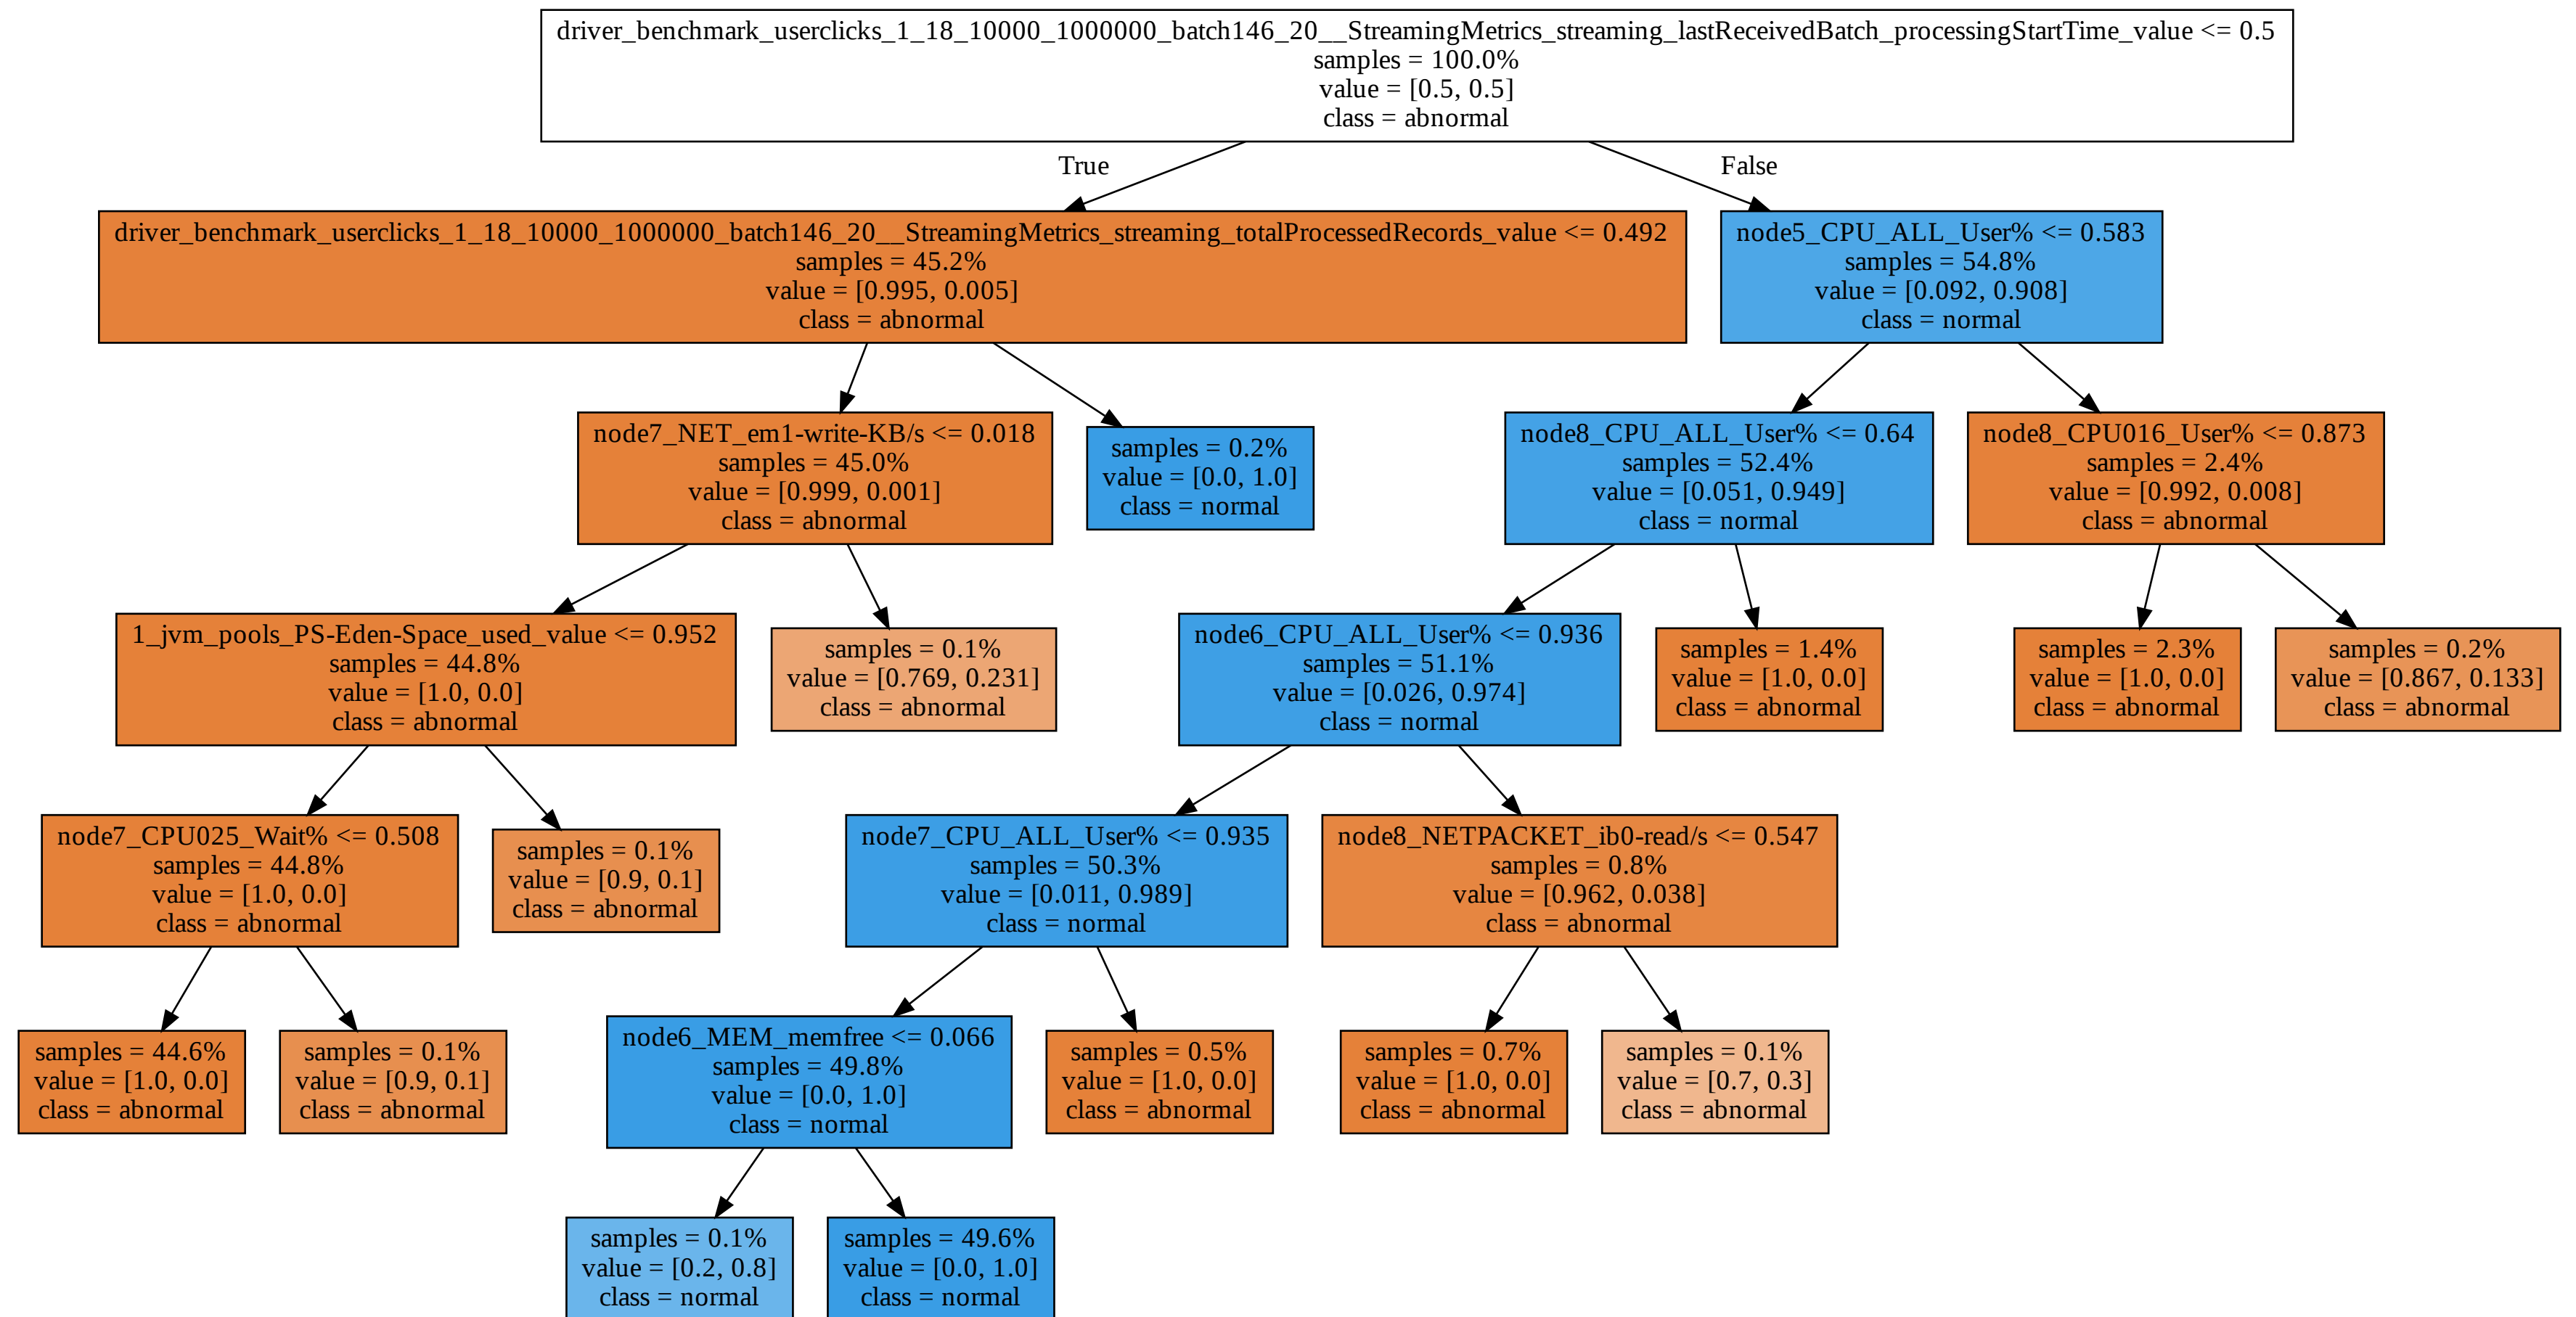 driver_benchmark_userclicks_1_18_10000_1000000_batch146_20__StreamingMetrics_streaming_lastReceivedBatch_processingStartTime_value <= 0.5
samples = 100.0%
value = [0.5, 0.5]
class = abnormal
True
False
driver_benchmark_userclicks_1_18_10000_1000000_batch146_20__StreamingMetrics_streaming_totalProcessedRecords_value <= 0.492
samples = 45.2%
value = [0.995, 0.005]
class = abnormal
node5_CPU_ALL_User% <= 0.583
samples = 54.8%
value = [0.092, 0.908]
class = normal
node7_NET_em1-write-KB/s <= 0.018
samples = 45.0%
value = [0.999, 0.001]
class = abnormal
samples = 0.2%
value = [0.0, 1.0]
class = normal
node8_CPU_ALL_User% <= 0.64
samples = 52.4%
value = [0.051, 0.949]
class = normal
node8_CPU016_User% <= 0.873
samples = 2.4%
value = [0.992, 0.008]
class = abnormal
1_jvm_pools_PS-Eden-Space_used_value <= 0.952
samples = 44.8%
value = [1.0, 0.0]
class = abnormal
samples = 0.1%
value = [0.769, 0.231]
class = abnormal
node6_CPU_ALL_User% <= 0.936
samples = 51.1%
value = [0.026, 0.974]
class = normal
samples = 1.4%
value = [1.0, 0.0]
class = abnormal
samples = 2.3%
value = [1.0, 0.0]
class = abnormal
samples = 0.2%
value = [0.867, 0.133]
class = abnormal
node7_CPU025_Wait% <= 0.508
samples = 44.8%
value = [1.0, 0.0]
class = abnormal
samples = 0.1%
value = [0.9, 0.1]
class = abnormal
node7_CPU_ALL_User% <= 0.935
samples = 50.3%
value = [0.011, 0.989]
class = normal
node8_NETPACKET_ib0-read/s <= 0.547
samples = 0.8%
value = [0.962, 0.038]
class = abnormal
samples = 44.6%
value = [1.0, 0.0]
class = abnormal
samples = 0.1%
value = [0.9, 0.1]
class = abnormal
node6_MEM_memfree <= 0.066
samples = 49.8%
value = [0.0, 1.0]
class = normal
samples = 0.5%
value = [1.0, 0.0]
class = abnormal
samples = 0.7%
value = [1.0, 0.0]
class = abnormal
samples = 0.1%
value = [0.7, 0.3]
class = abnormal
samples = 0.1%
value = [0.2, 0.8]
class = normal
samples = 49.6%
value = [0.0, 1.0]
class = normal